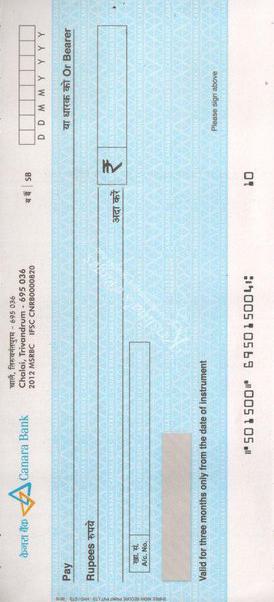 केनरा बैंक Canara Bank
चालै, तिरुवनंतपुरम - 695 036
Chalai, Trivandrum - 695 036
2012 MSRBC IFSC CNRB0000820
ब बैं SB
D D M M Y Y Y Y
Pay
या धारक को Or Bearer
Rupees रुपये
अदा करें
₹
खा. सं.
A/c. No.
Valid for three months only from the date of instrument
Please sign above
⑈501500⑈ 695015004⑆ 10